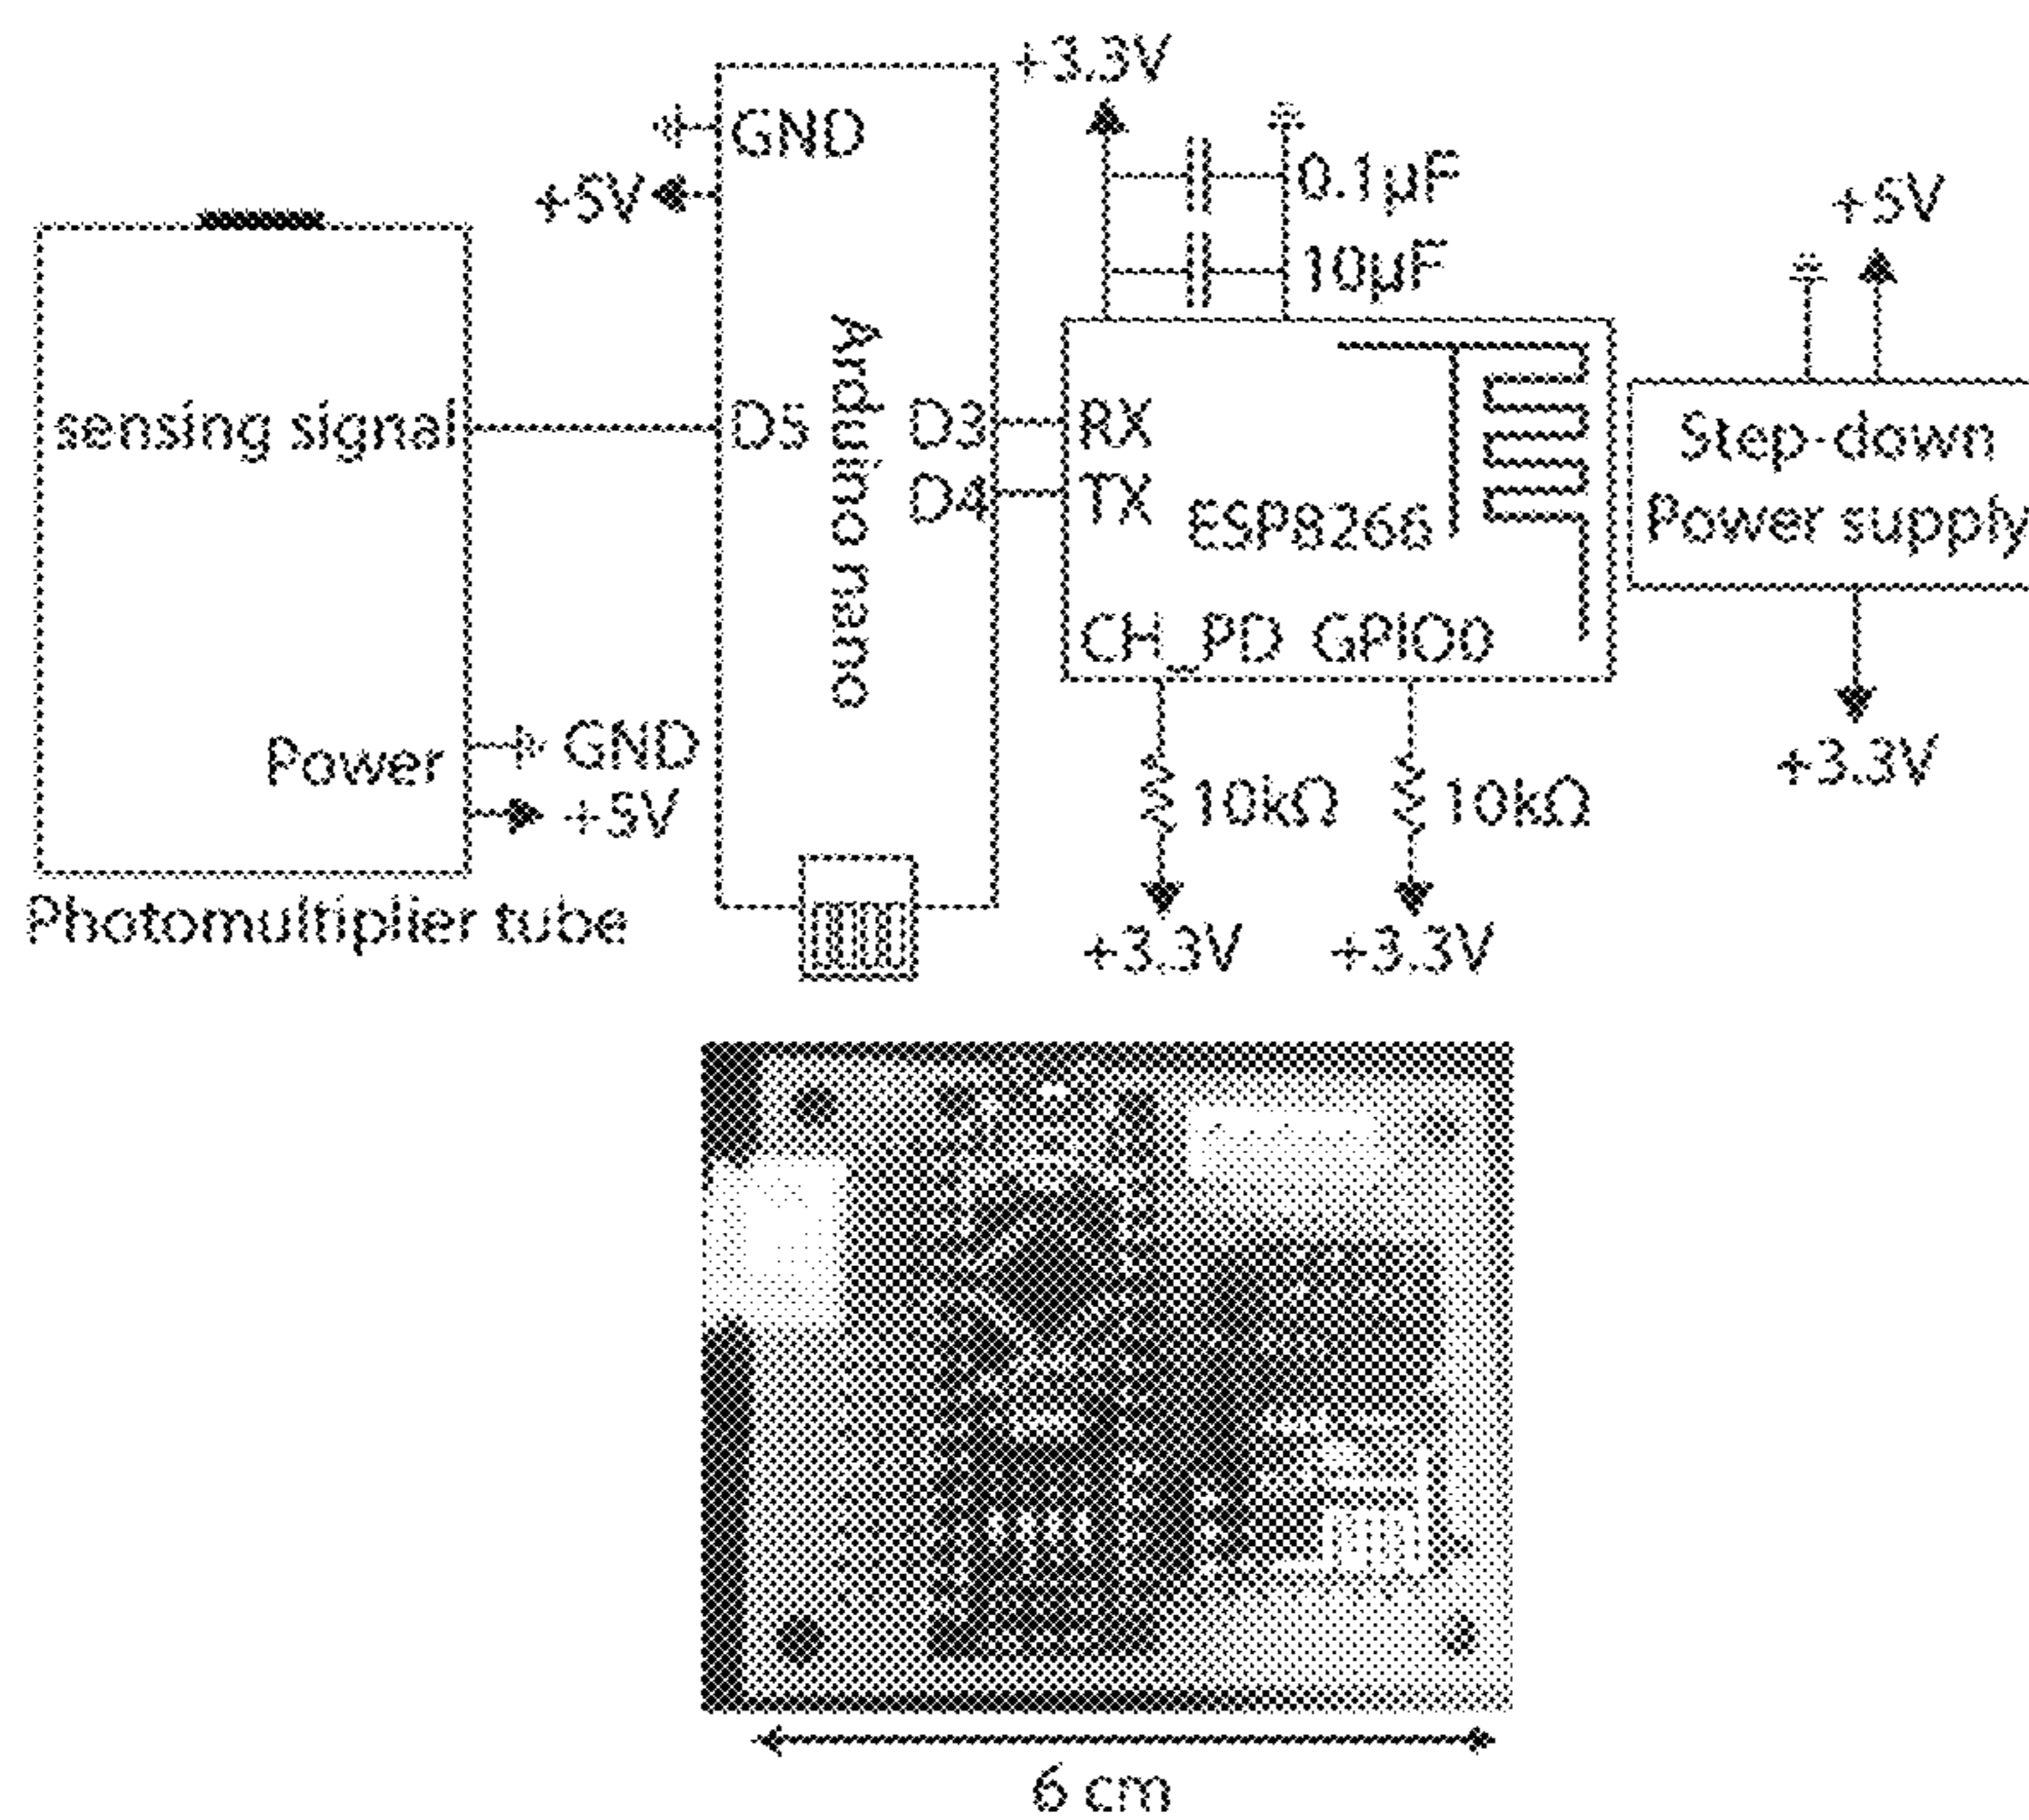 +3.3V
GND
+5V
0.1µF
10µF
+5V
sensing signal
D5
Arduino nano
D3
D4
RX
TX
ESP8266
CH_PD GPIO0
Step-down
Power supply
+3.3V
Power
GND
+5V
10kΩ
10kΩ
+3.3V
+3.3V
Photomultiplier tube
6 cm